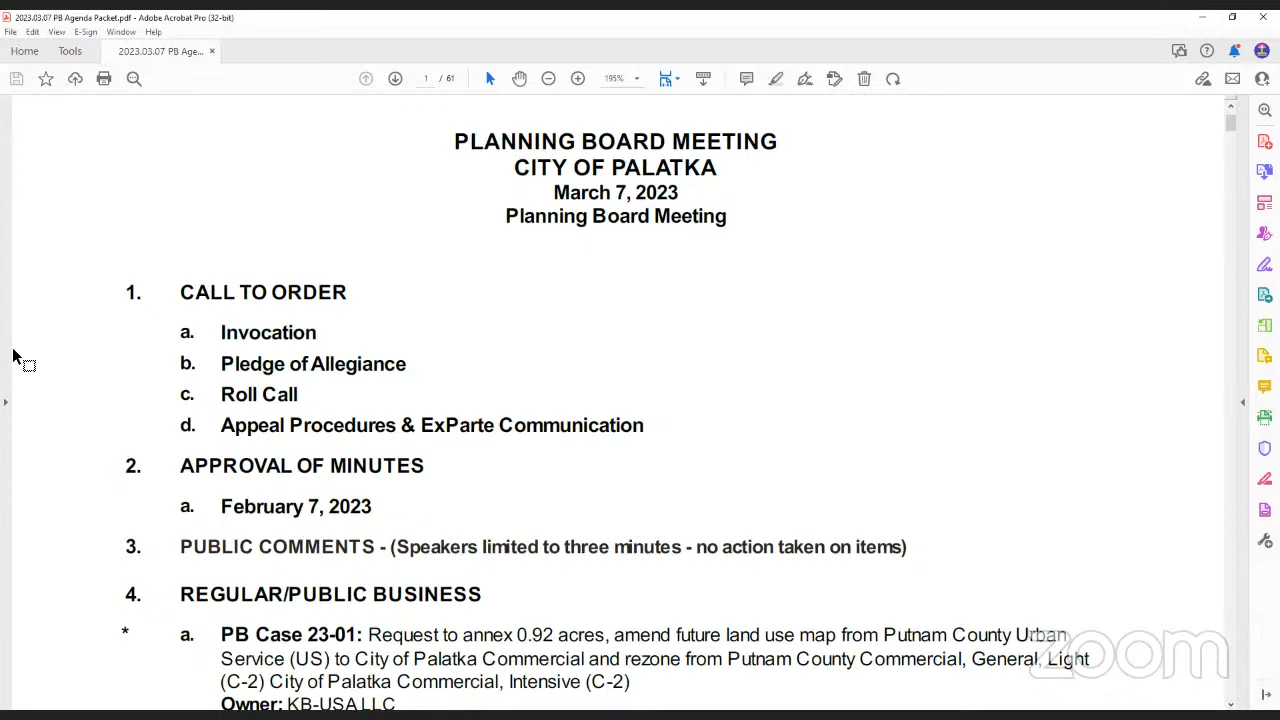 2023.03.07 PB Agenda Packet.pdf - Adobe Acrobat Pro (32-bit)
File Edit View E-Sign Window Help
Home Tools 2023.03.07 PB Age... ×
1 / 61 195%
PLANNING BOARD MEETING
CITY OF PALATKA
March 7, 2023
Planning Board Meeting
1. CALL TO ORDER
a. Invocation
b. Pledge of Allegiance
c. Roll Call
d. Appeal Procedures & ExParte Communication
2. APPROVAL OF MINUTES
a. February 7, 2023
3. PUBLIC COMMENTS - (Speakers limited to three minutes - no action taken on items)
4. REGULAR/PUBLIC BUSINESS
* a. PB Case 23-01: Request to annex 0.92 acres, amend future land use map from Putnam County Urban
Service (US) to City of Palatka Commercial and rezone from Putnam County Commercial, General, Light
(C-2) City of Palatka Commercial, Intensive (C-2)
Owner: KB-USA LLC
zoom